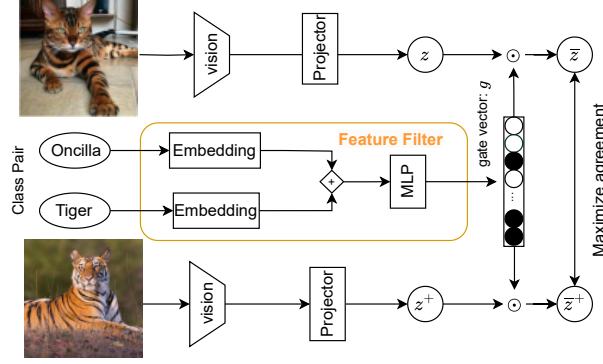 vision
Projector
z
⊙
z̅
Class Pair
Oncilla
Embedding
Feature Filter
+
MLP
gate vector: g
...
Maximize agreement
Tiger
Embedding
vision
Projector
z⁺
⊙
z̅⁺